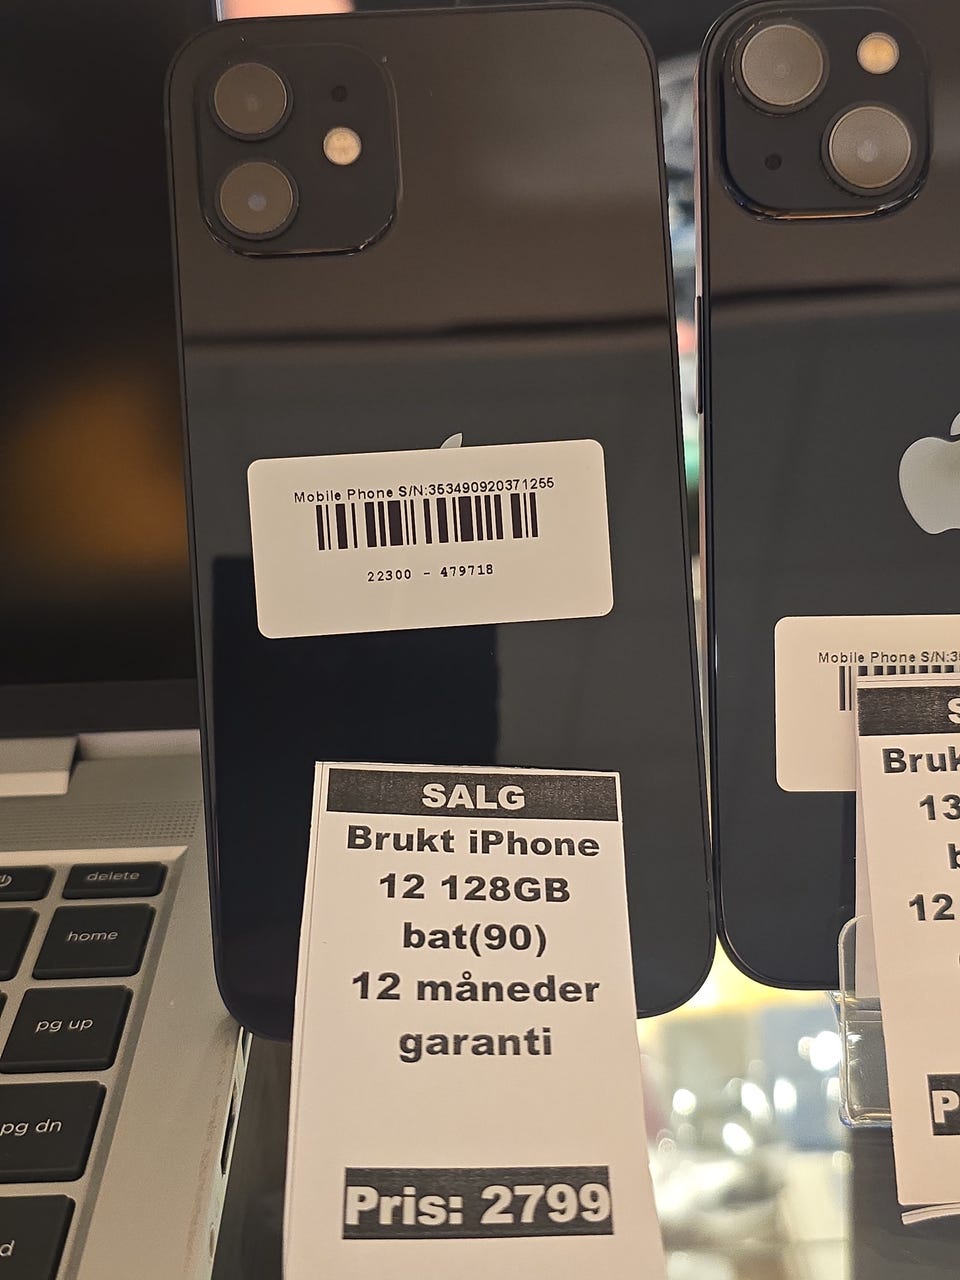 Mobile Phone S/N:353490920371255
22300 - 479718
SALG
Brukt iPhone
12 128GB
bat(90)
12 måneder
garanti
Pris: 2799
Mobile Phone S/N:3
13
12
delete
home
pg up
pg dn